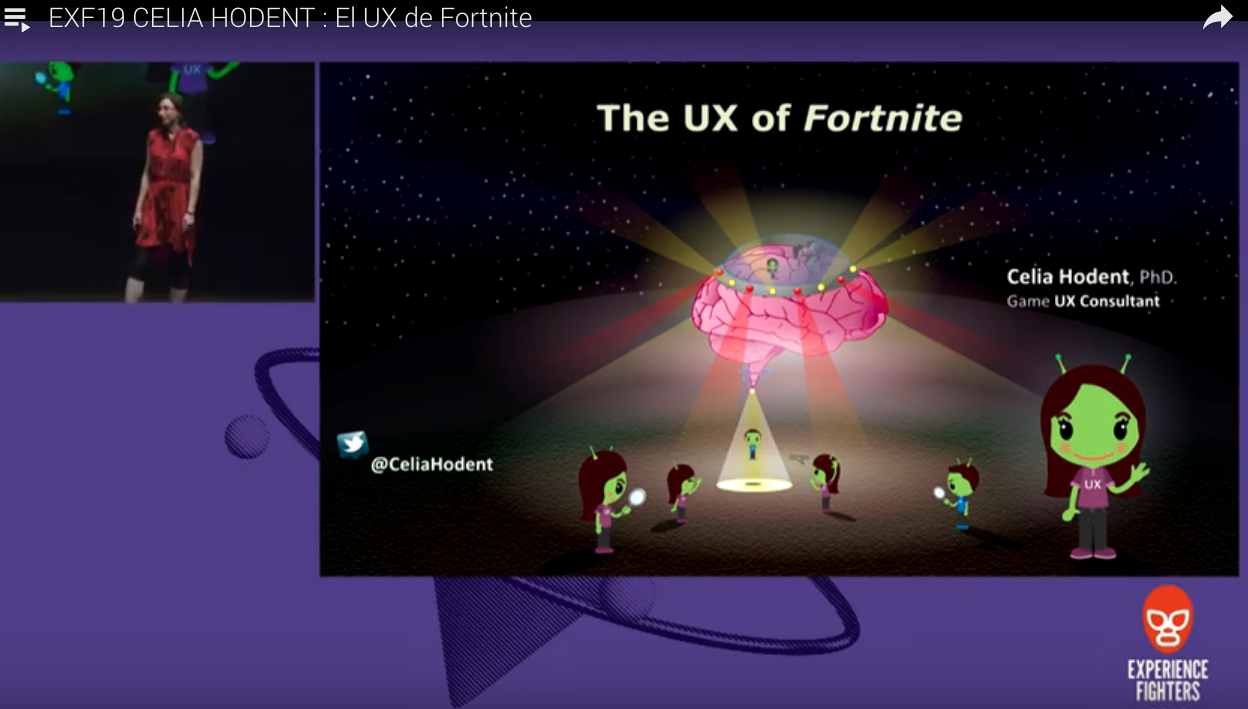 EXF19 CELIA HODENT : El UX de Fortnite
UX
The UX of Fortnite
Celia Hodent, PhD.
Game UX Consultant
@CeliaHodent
UX
EXPERIENCE
FIGHTERS